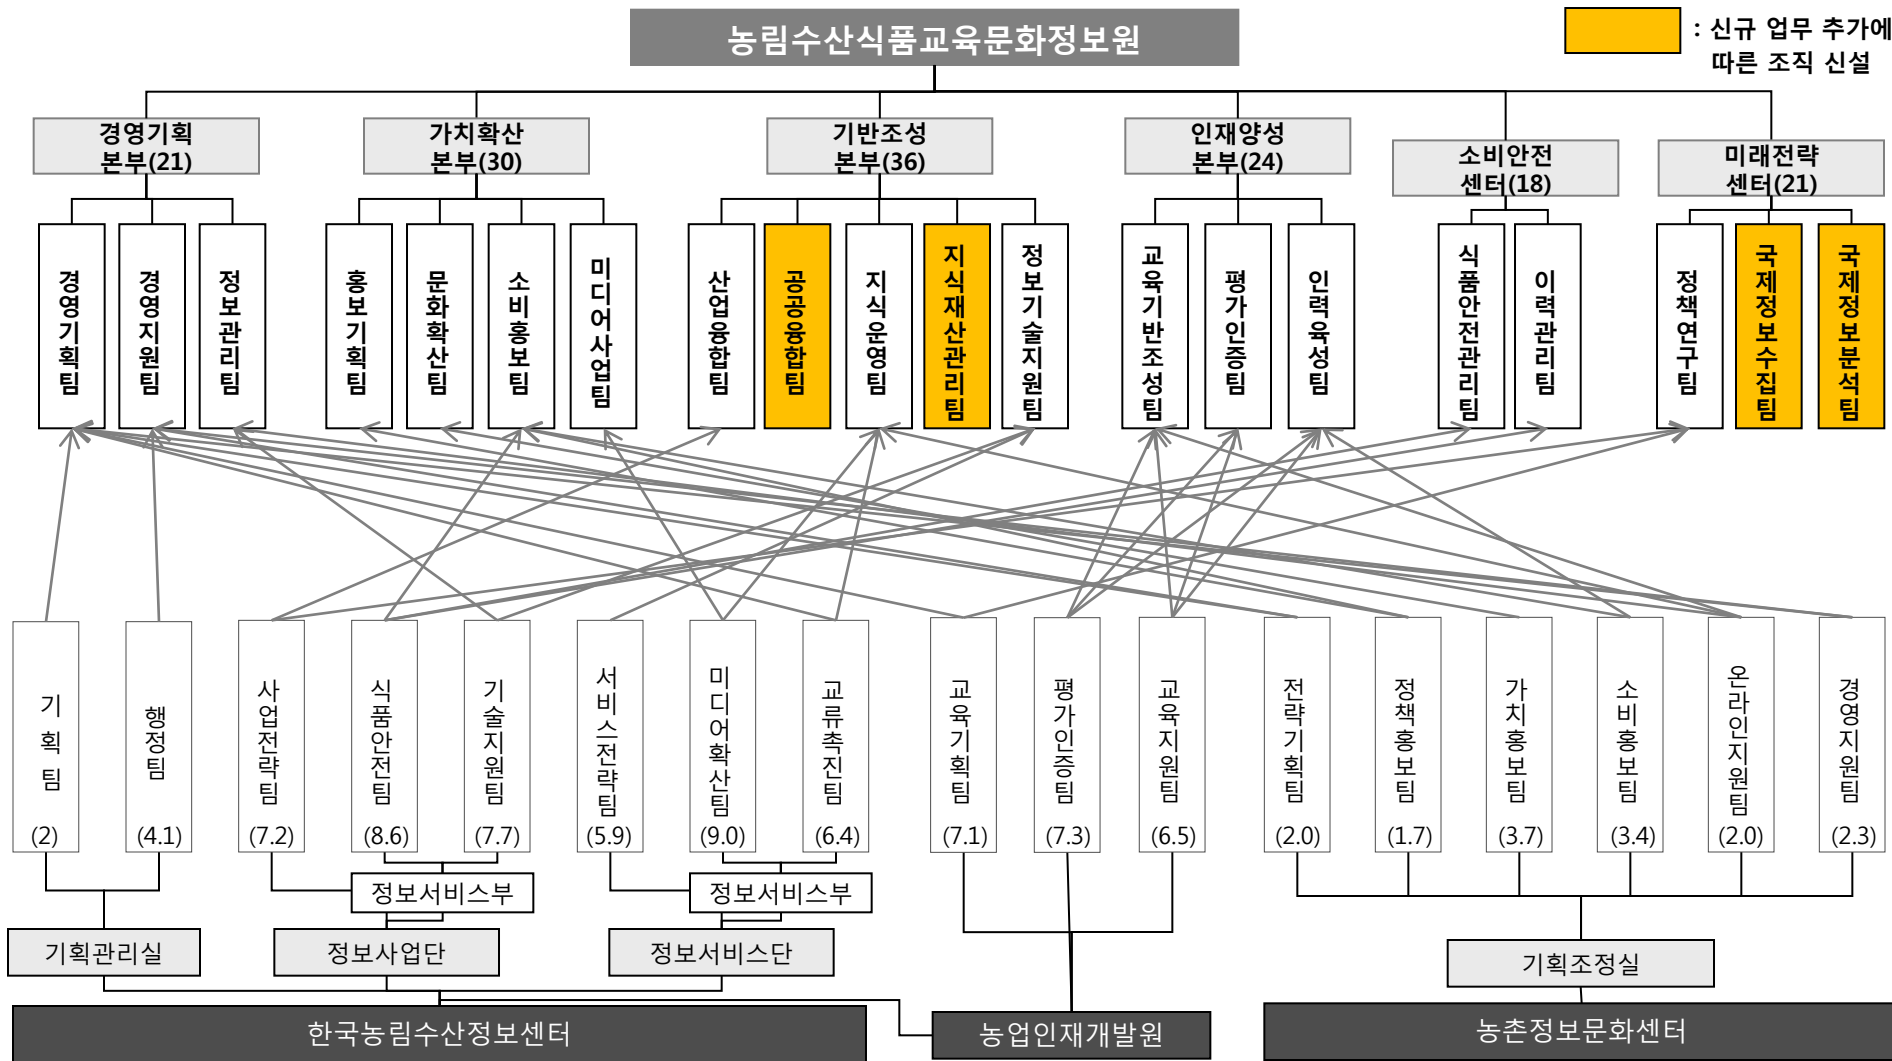 농림수산식품교육문화정보원
: 신규 업무 추가에
따른 조직 신설
경영기획
본부(21)
가치확산
본부(30)
기반조성
본부(36)
인재양성
본부(24)
소비안전
센터(18)
미래전략
센터(21)
경영기획팀
경영지원팀
정보관리팀
홍보기획팀
문화확산팀
소비홍보팀
미디어사업팀
산업융합팀
공공융합팀
지식운영팀
지식재산관리팀
정보기술지원팀
교육기반조성팀
평가인증팀
인력육성팀
식품안전관리팀
이력관리팀
정책연구팀
국제정보수집팀
국제정보분석팀
기획팀
(2)
행정팀
(4.1)
사업전략팀
(7.2)
식품안전팀
(8.6)
기술지원팀
(7.7)
서비스전략팀
(5.9)
미디어확산팀
(9.0)
교류촉진팀
(6.4)
교육기획팀
(7.1)
평가인증팀
(7.3)
교육지원팀
(6.5)
전략기획팀
(2.0)
정책홍보팀
(1.7)
가치홍보팀
(3.7)
소비홍보팀
(3.4)
온라인지원팀
(2.0)
경영지원팀
(2.3)
정보서비스부
정보서비스부
기획관리실
정보사업단
정보서비스단
기획조정실
한국농림수산정보센터
농업인재개발원
농촌정보문화센터